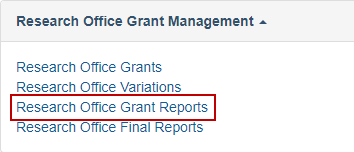 Research Office Grant Management
Research Office Grants
Research Office Variations
Research Office Grant Reports
Research Office Final Reports